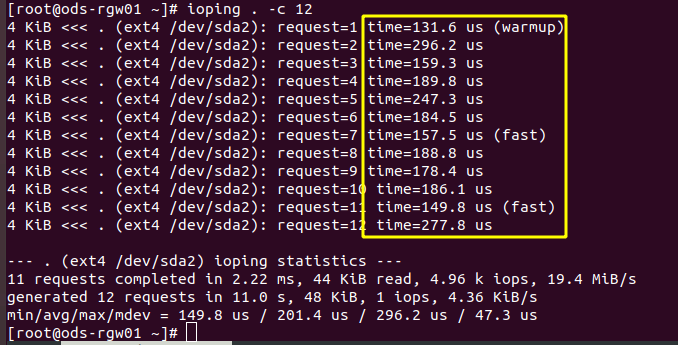 [root@ods-rgw01 ~]# ioping . -c 12
4 KiB <<< . (ext4 /dev/sda2): request=1 time=131.6 us (warmup)
4 KiB <<< . (ext4 /dev/sda2): request=2 time=296.2 us
4 KiB <<< . (ext4 /dev/sda2): request=3 time=159.3 us
4 KiB <<< . (ext4 /dev/sda2): request=4 time=189.8 us
4 KiB <<< . (ext4 /dev/sda2): request=5 time=247.3 us
4 KiB <<< . (ext4 /dev/sda2): request=6 time=184.5 us
4 KiB <<< . (ext4 /dev/sda2): request=7 time=157.5 us (fast)
4 KiB <<< . (ext4 /dev/sda2): request=8 time=188.8 us
4 KiB <<< . (ext4 /dev/sda2): request=9 time=178.4 us
4 KiB <<< . (ext4 /dev/sda2): request=10 time=186.1 us
4 KiB <<< . (ext4 /dev/sda2): request=11 time=149.8 us (fast)
4 KiB <<< . (ext4 /dev/sda2): request=12 time=277.8 us
--- . (ext4 /dev/sda2) ioping statistics ---
11 requests completed in 2.22 ms, 44 KiB read, 4.96 k iops, 19.4 MiB/s
generated 12 requests in 11.0 s, 48 KiB, 1 iops, 4.36 KiB/s
min/avg/max/mdev = 149.8 us / 201.4 us / 296.2 us / 47.3 us
[root@ods-rgw01 ~]#